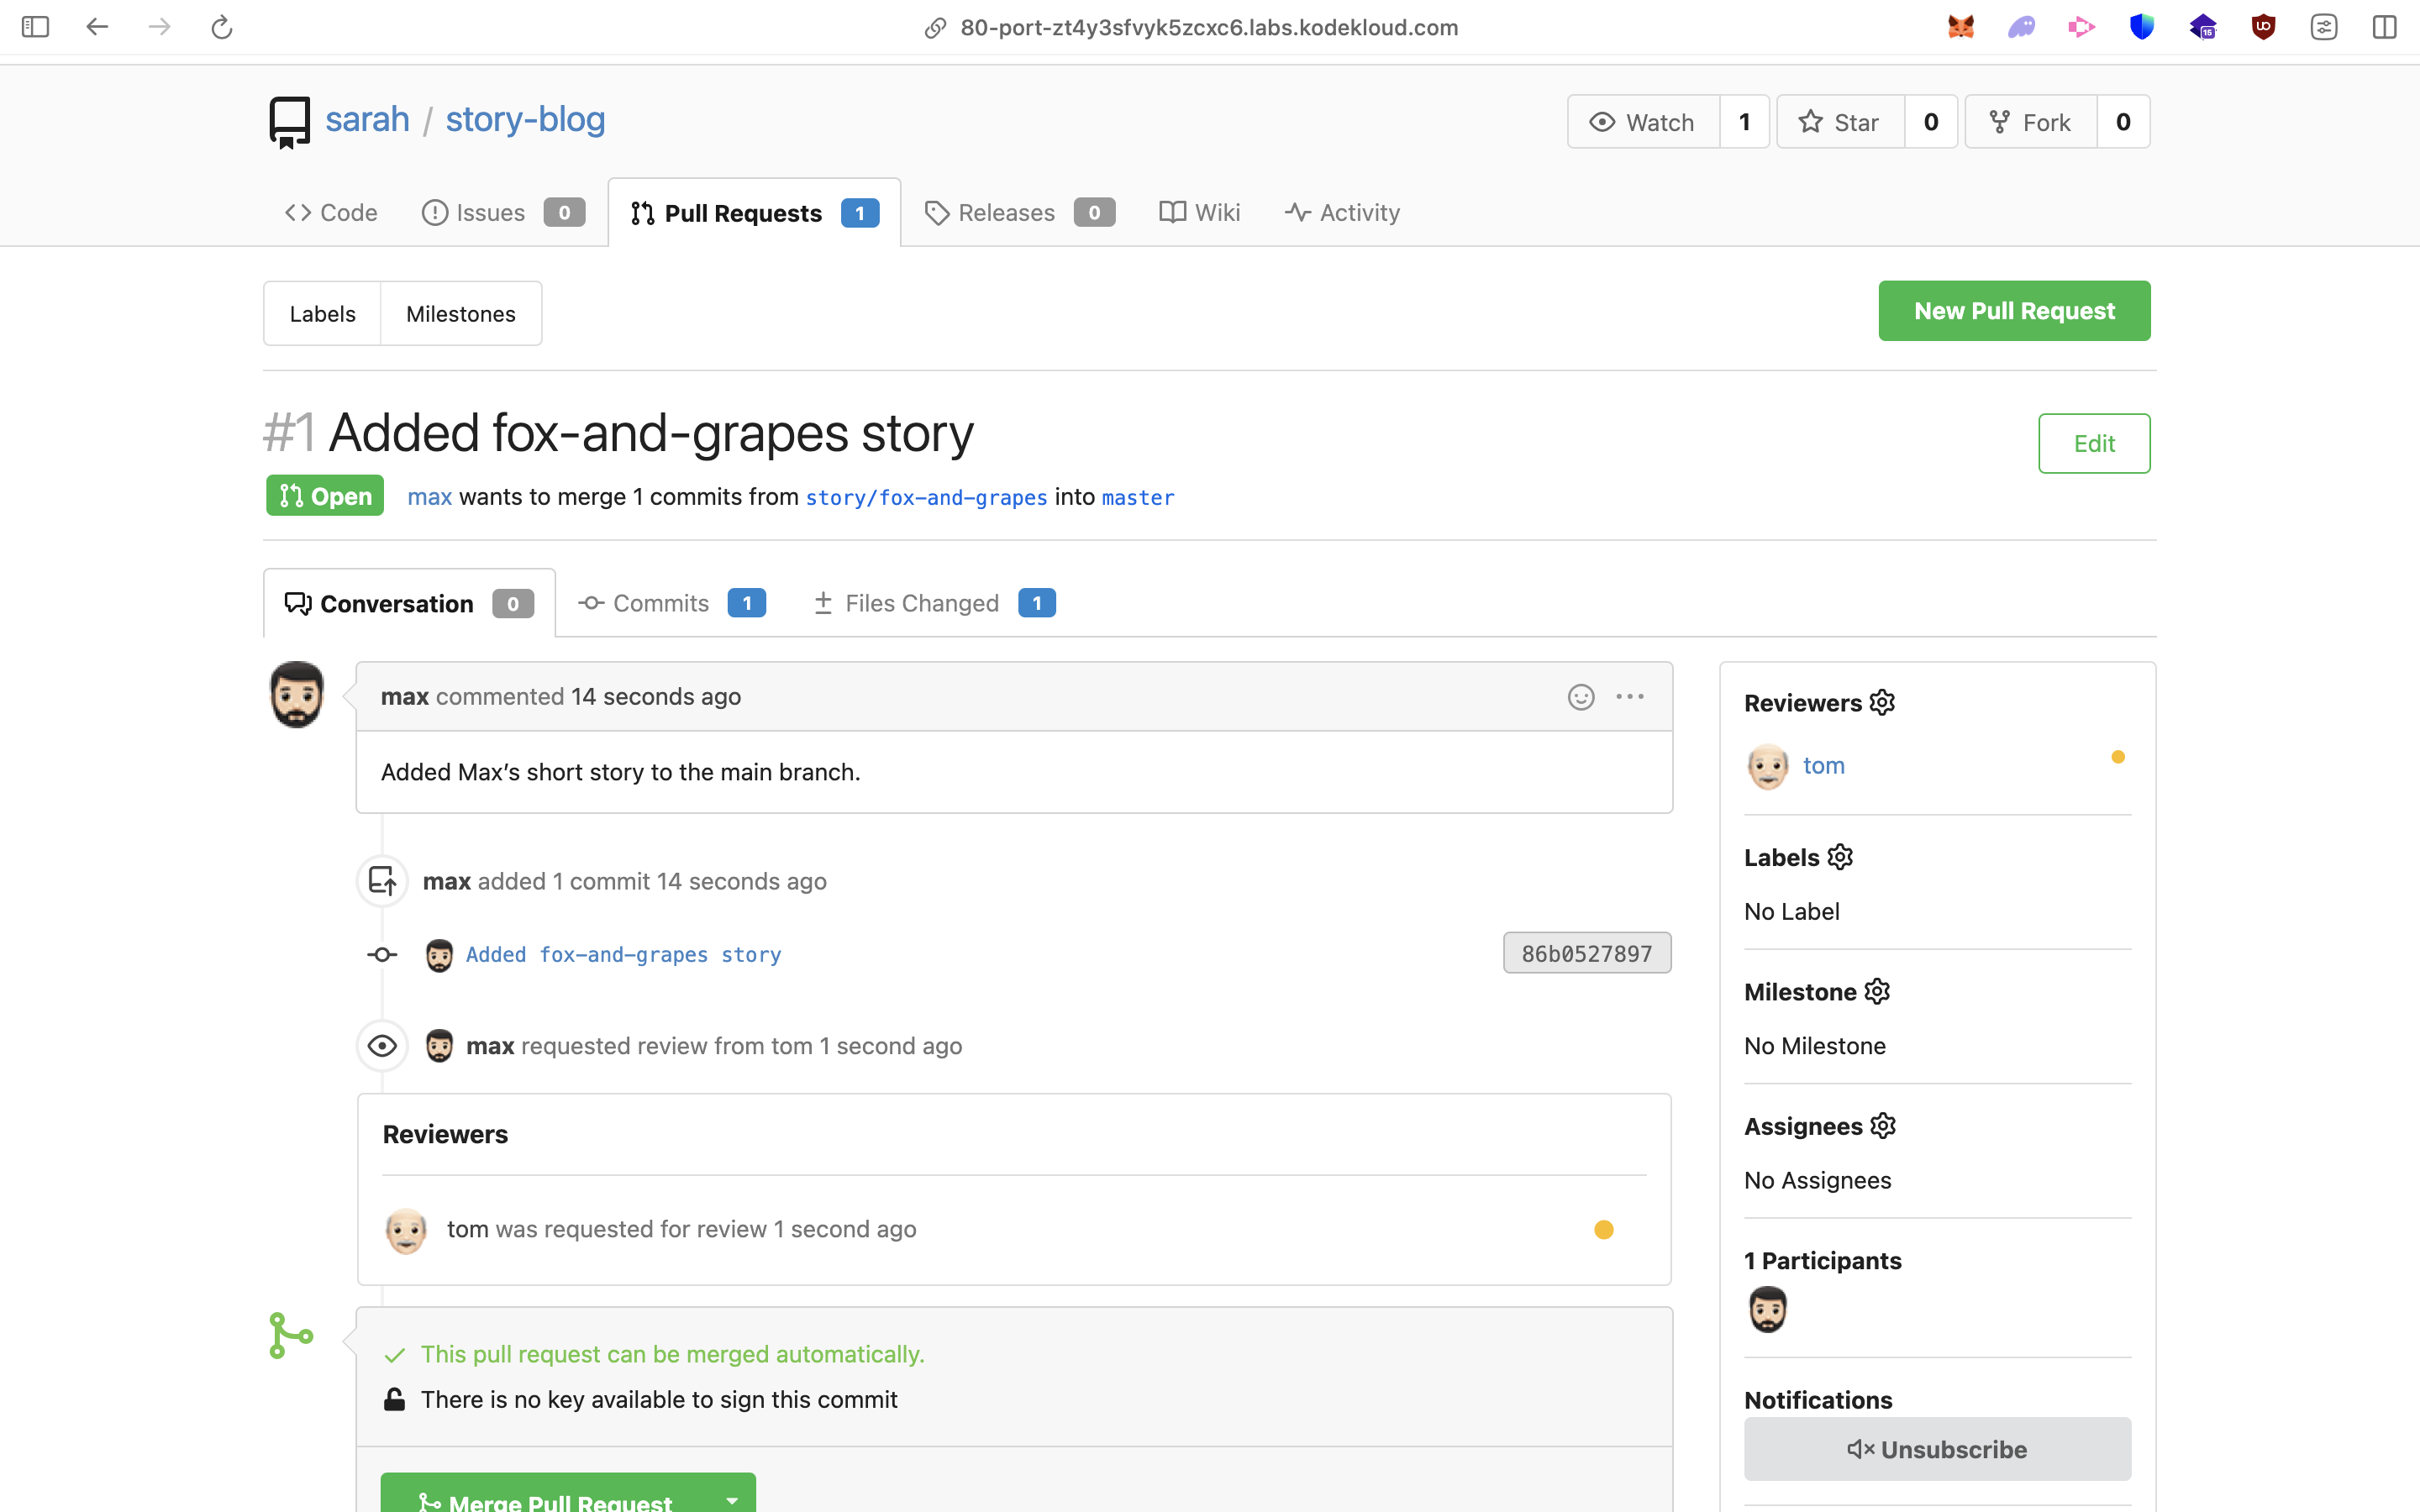 80-port-zt4y3sfvyk5zcxc6.labs.kodekloud.com
15
sarah / story-blog
Watch 1 Star 0 Fork 0
Code Issues 0 Pull Requests 1 Releases 0 Wiki Activity
Labels Milestones New Pull Request
#1 Added fox-and-grapes story Edit
Open max wants to merge 1 commits from story/fox-and-grapes into master
Conversation 0 Commits 1 Files Changed 1
max commented 14 seconds ago
Added Max’s short story to the main branch.
max added 1 commit 14 seconds ago
Added fox-and-grapes story 86b0527897
max requested review from tom 1 second ago
Reviewers
tom was requested for review 1 second ago
This pull request can be merged automatically.
There is no key available to sign this commit
Merge Pull Request
Reviewers
tom
Labels
No Label
Milestone
No Milestone
Assignees
No Assignees
1 Participants
Notifications
Unsubscribe